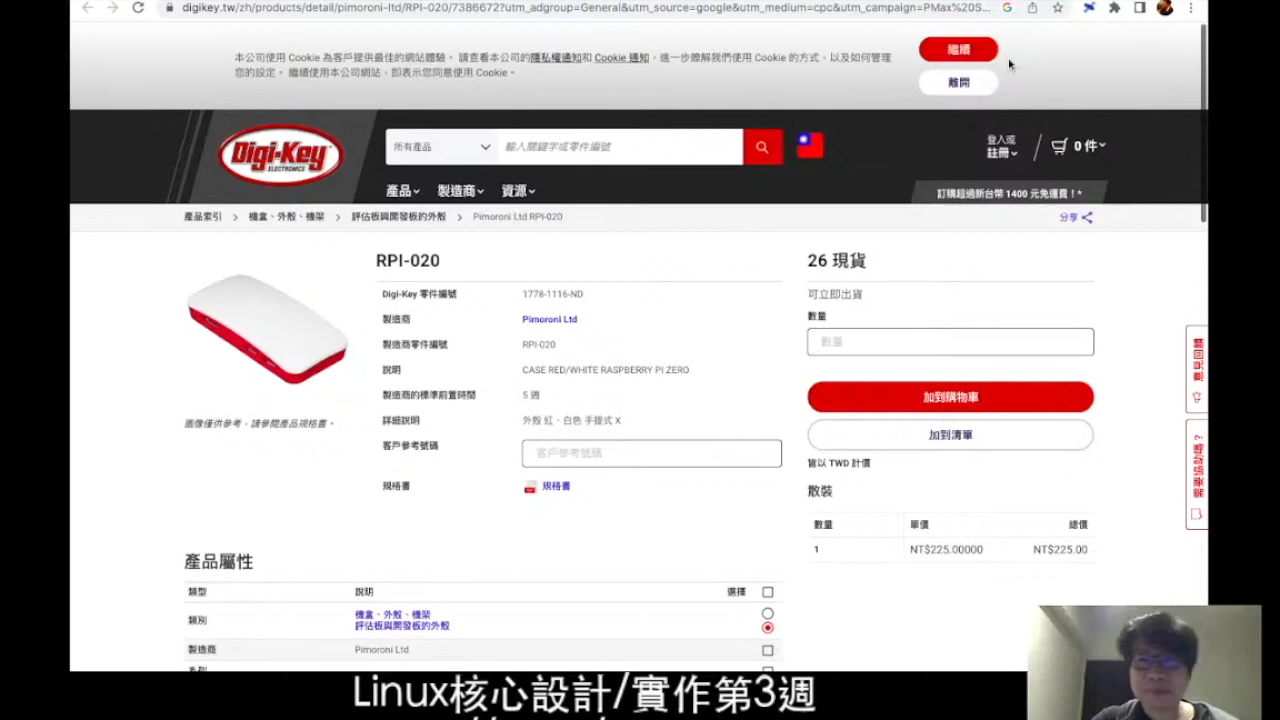 digikey.tw/zh/products/detail/pimoroni-ltd/RPI-020/7386672?utm_adgroup=General&utm_source=google&utm_medium=cpc&utm_campaign=PMax%20S...
本公司使用 Cookie 為客戶提供最佳的網站體驗。 請查看本公司的隱私權通知和 Cookie 通知，進一步瞭解我們使用 Cookie 的方式，以及如何管理
您的設定。 繼續使用本公司網站，即表示您同意使用 Cookie。
繼續
離開
Digi-Key
ELECTRONICS
所有產品
輸入關鍵字或零件編號
登入或
註冊
0 件
產品 製造商 資源
訂購超過新台幣 1400 元免運費！*
產品索引 > 機盒、外殼、機架 > 評估板與開發板的外殼 > Pimoroni Ltd RPI-020
分享
RPI-020
Digi-Key 零件編號 1778-1116-ND
製造商 Pimoroni Ltd
製造商零件編號 RPI-020
說明 CASE RED/WHITE RASPBERRY PI ZERO
製造商的標準前置時間 5 週
詳細說明 外殼 紅、白色 手提式 X
客戶參考號碼 客戶參考號碼
規格書 規格書
圖像僅供參考，請參閱產品規格書。
26 現貨
可立即出貨
數量
數量
加到購物車
加到清單
皆以 TWD 計價
散裝
數量 單價 總價
1 NT$225.00000 NT$225.00
意見回饋
需要協助嗎？
產品屬性
類型 說明 選擇
類別 機盒、外殼、機架
評估板與開發板的外殼
製造商 Pimoroni Ltd
Linux核心設計/實作第3週